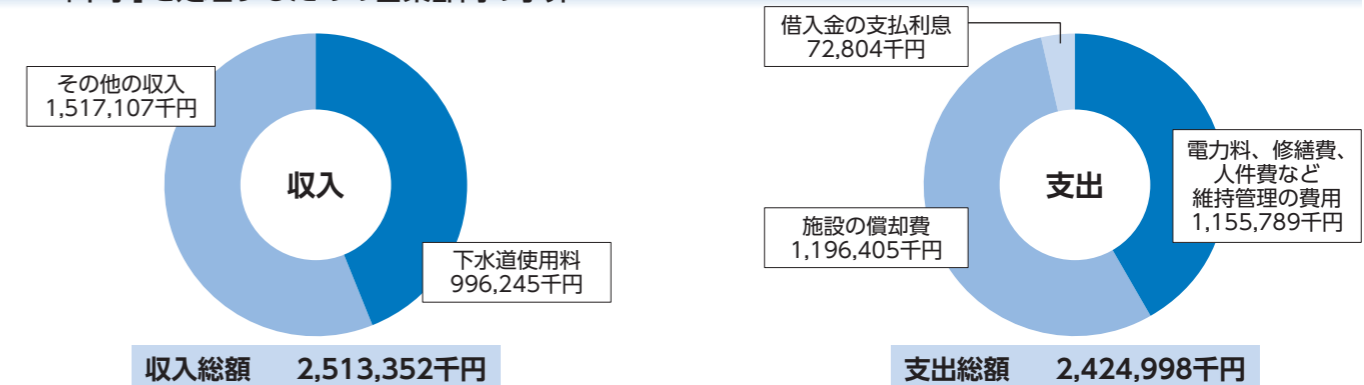 その他の収入
1,517,107千円
収入
下水道使用料
996,245千円
収入総額 2,513,352千円
借入金の支払利息
72,804千円
電力料、修繕費、
人件費など
維持管理の費用
1,155,789千円
支出
施設の償却費
1,196,405千円
支出総額 2,424,998千円